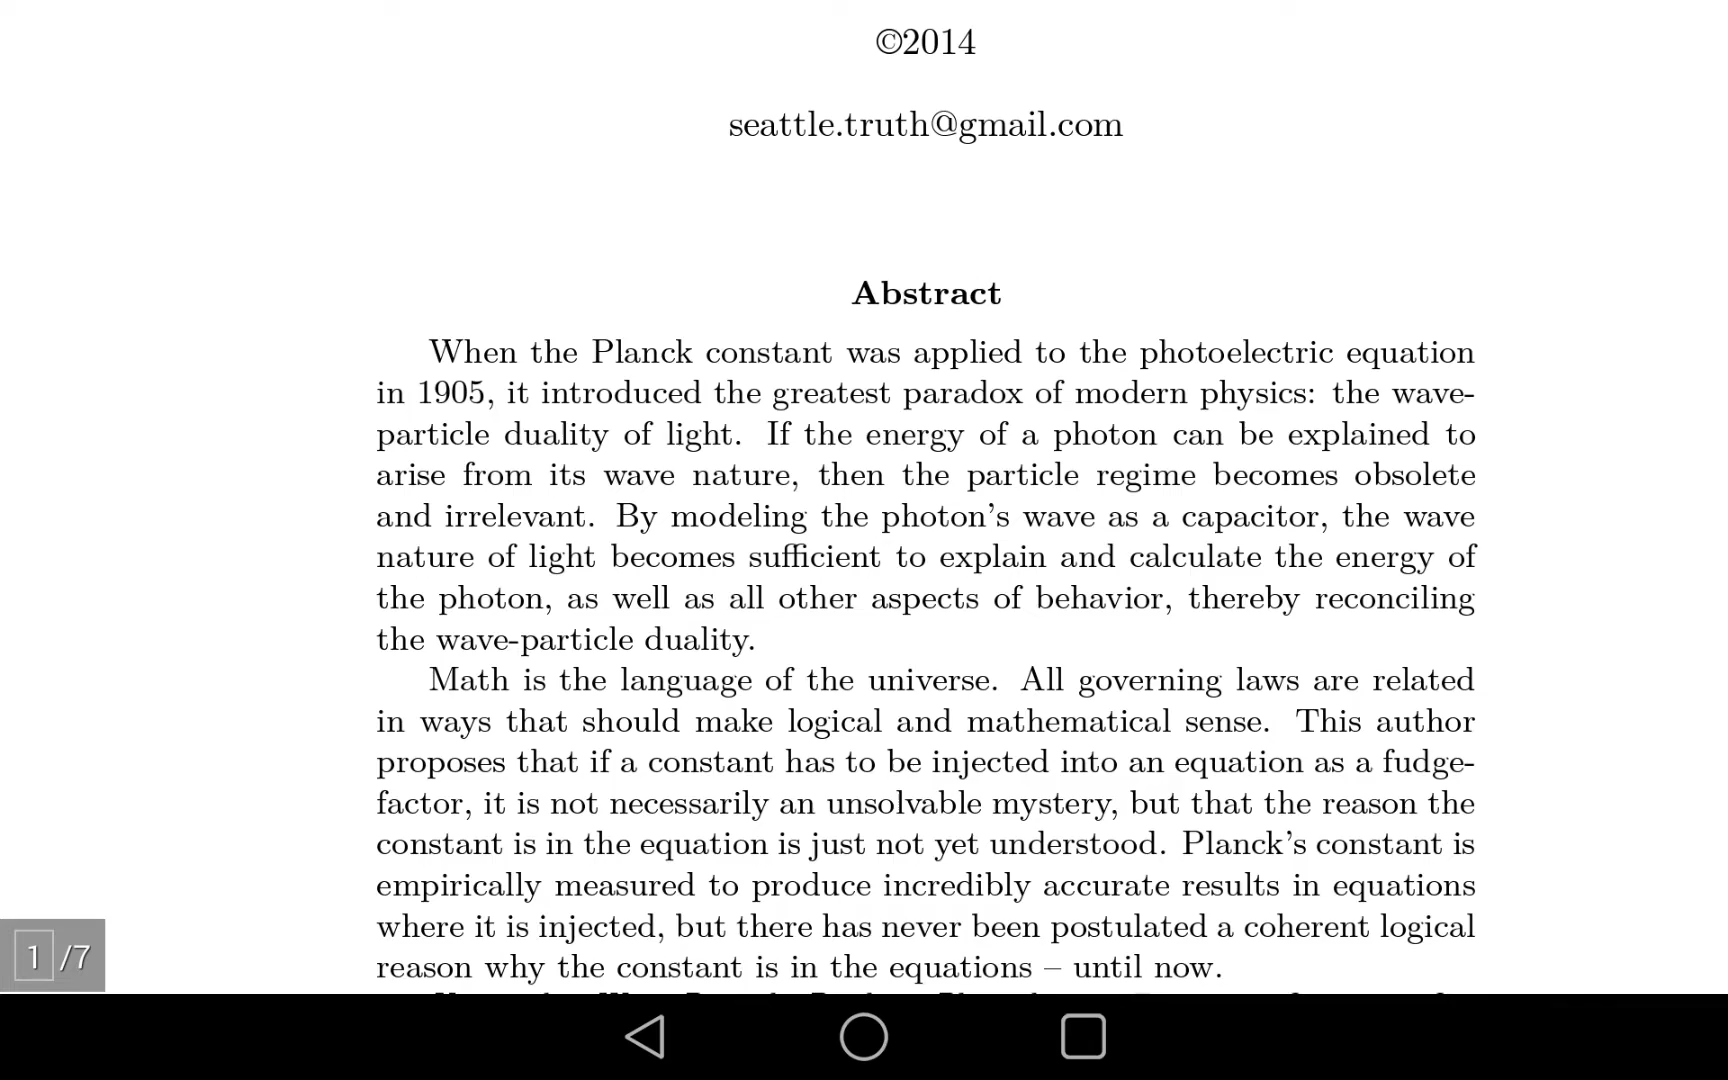 ©2014
seattle.truth@gmail.com
Abstract
When the Planck constant was applied to the photoelectric equation
in 1905, it introduced the greatest paradox of modern physics: the wave-
particle duality of light. If the energy of a photon can be explained to
arise from its wave nature, then the particle regime becomes obsolete
and irrelevant. By modeling the photon's wave as a capacitor, the wave
nature of light becomes sufficient to explain and calculate the energy of
the photon, as well as all other aspects of behavior, thereby reconciling
the wave-particle duality.
Math is the language of the universe. All governing laws are related
in ways that should make logical and mathematical sense. This author
proposes that if a constant has to be injected into an equation as a fudge-
factor, it is not necessarily an unsolvable mystery, but that the reason the
constant is in the equation is just not yet understood. Planck's constant is
empirically measured to produce incredibly accurate results in equations
where it is injected, but there has never been postulated a coherent logical
reason why the constant is in the equations – until now.
1 /7